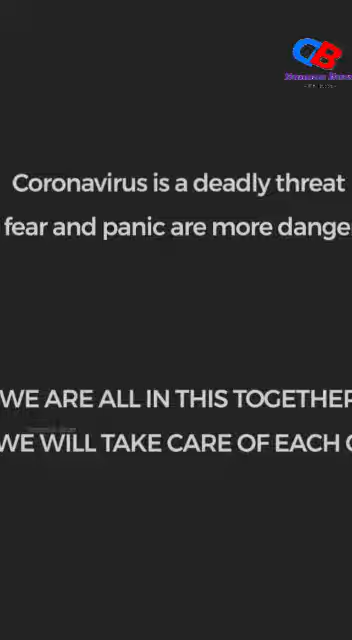 CB
Coronavirus is a deadly threat
fear and panic are more dange
WE ARE ALL IN THIS TOGETHER
WE WILL TAKE CARE OF EACH